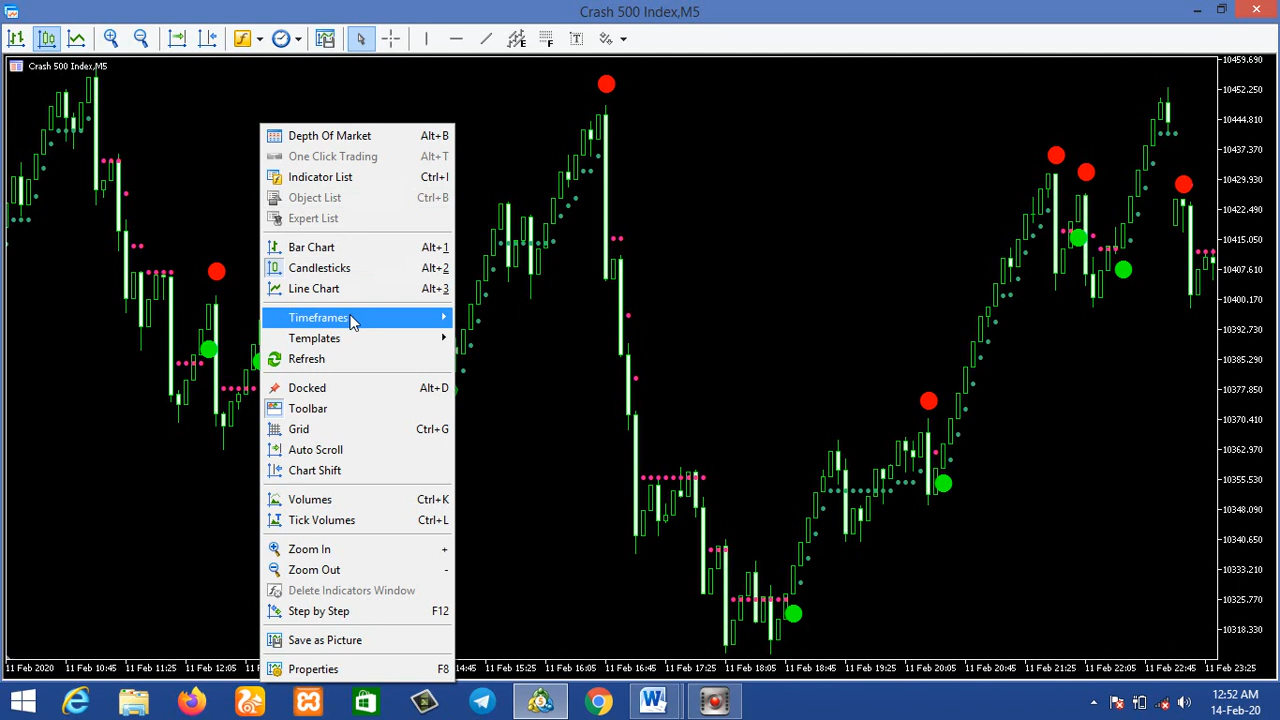 Crash 500 Index,M5
Crash 500 Index,M5
Depth Of Market Alt+B
One Click Trading Alt+T
Indicator List Ctrl+I
Object List Ctrl+B
Expert List
Bar Chart Alt+1
Candlesticks Alt+2
Line Chart Alt+3
Timeframes
Templates
Refresh
Docked Alt+D
Toolbar
Grid Ctrl+G
Auto Scroll
Chart Shift
Volumes Ctrl+K
Tick Volumes Ctrl+L
Zoom In +
Zoom Out -
Delete Indicators Window
Step by Step F12
Save as Picture
Properties F8
10459.690
10452.250
10444.810
10437.370
10429.930
10422.490
10415.050
10407.610
10400.170
10392.730
10385.290
10377.850
10370.410
10362.970
10355.530
10348.090
10340.650
10333.210
10325.770
10318.330
11 Feb 2020 11 Feb 10:45 11 Feb 11:25 11 Feb 12:05 14:45 11 Feb 15:25 11 Feb 16:05 11 Feb 16:45 11 Feb 17:25 11 Feb 18:05 11 Feb 18:45 11 Feb 19:25 11 Feb 20:05 11 Feb 20:45 11 Feb 21:25 11 Feb 22:05 11 Feb 22:45 11 Feb 23:25
12:52 AM
14-Feb-20